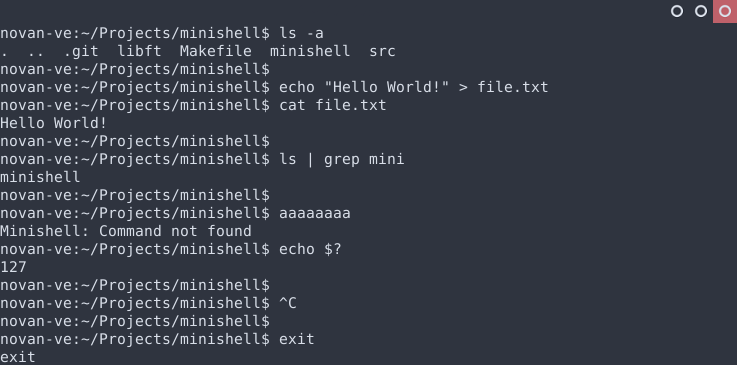 novan-ve:~/Projects/minishell$ ls -a
.  ..  .git  libft  Makefile  minishell  src
novan-ve:~/Projects/minishell$
novan-ve:~/Projects/minishell$ echo "Hello World!" > file.txt
novan-ve:~/Projects/minishell$ cat file.txt
Hello World!
novan-ve:~/Projects/minishell$
novan-ve:~/Projects/minishell$ ls | grep mini
minishell
novan-ve:~/Projects/minishell$
novan-ve:~/Projects/minishell$ aaaaaaaa
Minishell: Command not found
novan-ve:~/Projects/minishell$ echo $?
127
novan-ve:~/Projects/minishell$
novan-ve:~/Projects/minishell$ ^C
novan-ve:~/Projects/minishell$
novan-ve:~/Projects/minishell$ exit
exit